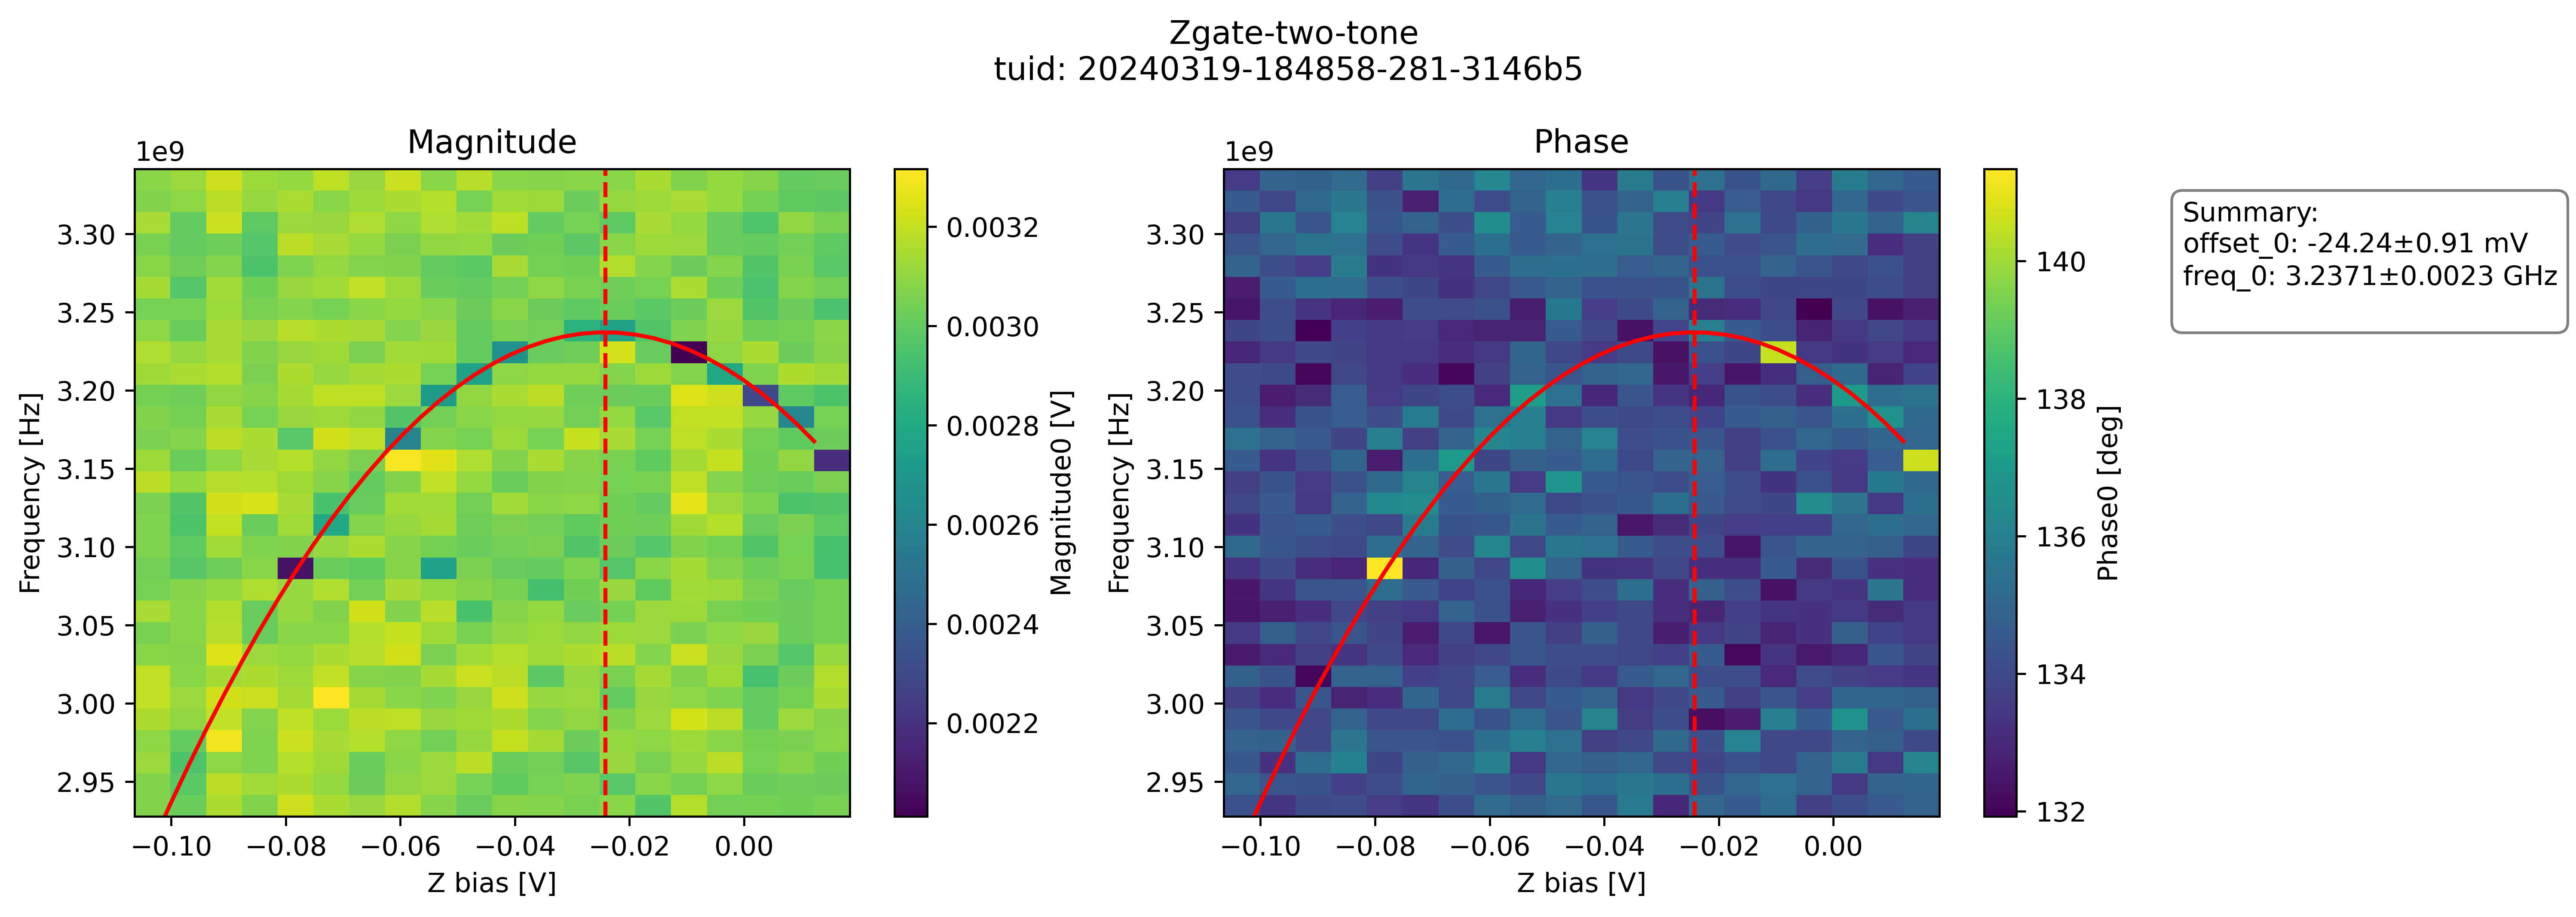 Zgate-two-tone
tuid: 20240319-184858-281-3146b5
Magnitude
1e9
3.30
3.25
3.20
3.15
3.10
3.05
3.00
2.95
Frequency [Hz]
−0.10 −0.08 −0.06 −0.04 −0.02 0.00
Z bias [V]
0.0032
0.0030
0.0028
0.0026
0.0024
0.0022
Magnitude0 [V]
Phase
1e9
3.30
3.25
3.20
3.15
3.10
3.05
3.00
2.95
Frequency [Hz]
−0.10 −0.08 −0.06 −0.04 −0.02 0.00
Z bias [V]
140
138
136
134
132
Phase0 [deg]
Summary:
offset_0: -24.24±0.91 mV
freq_0: 3.2371±0.0023 GHz